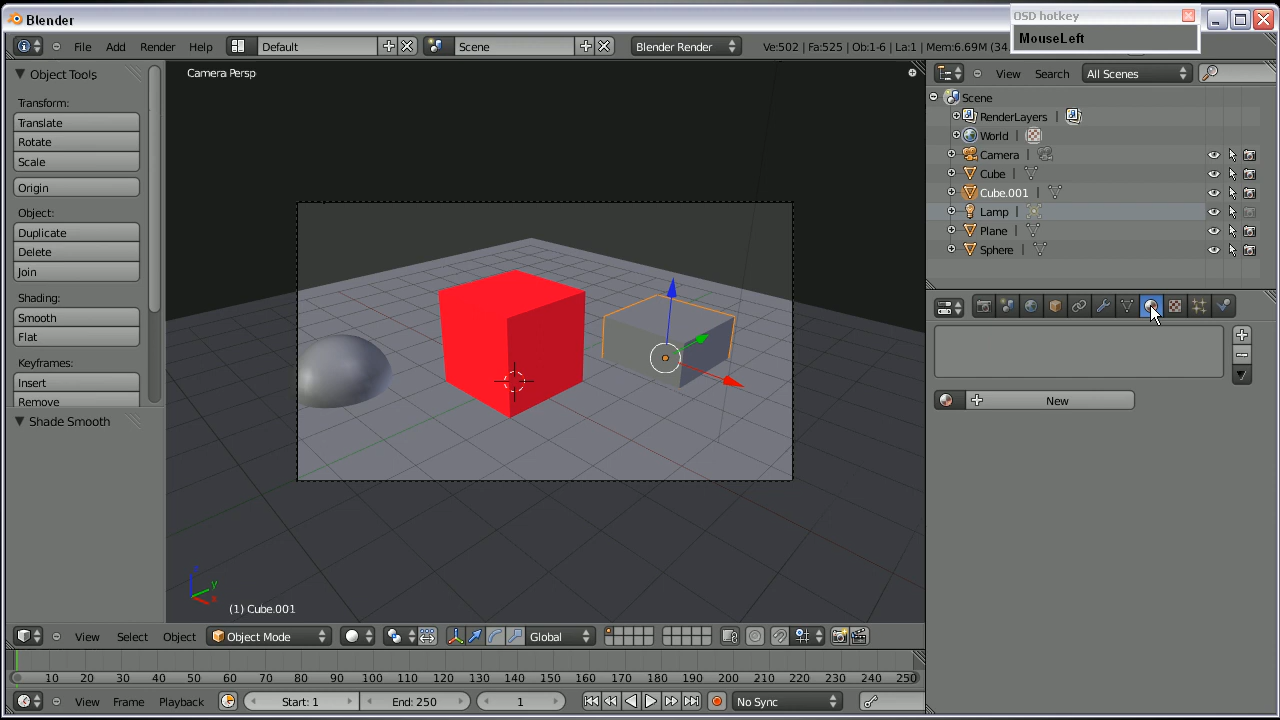 Blender
OSD hotkey
MouseLeft
File Add Render Help Default Scene Blender Render Ve:502 | Fa:525 | Ob:1-6 | La:1 | Mem:6.69M (34
Object Tools
Transform:
Translate
Rotate
Scale
Origin
Object:
Duplicate
Delete
Join
Shading:
Smooth
Flat
Keyframes:
Insert
Remove
Shade Smooth
Camera Persp
(1) Cube.001
View Search All Scenes
Scene
RenderLayers |
World |
Camera |
Cube |
Cube.001 |
Lamp |
Plane |
Sphere |
New
View Select Object Object Mode Global
10 20 30 40 50 60 70 80 90 100 110 120 130 140 150 160 170 180 190 200 210 220 230 240 250
View Frame Playback Start: 1 End: 250 1 No Sync